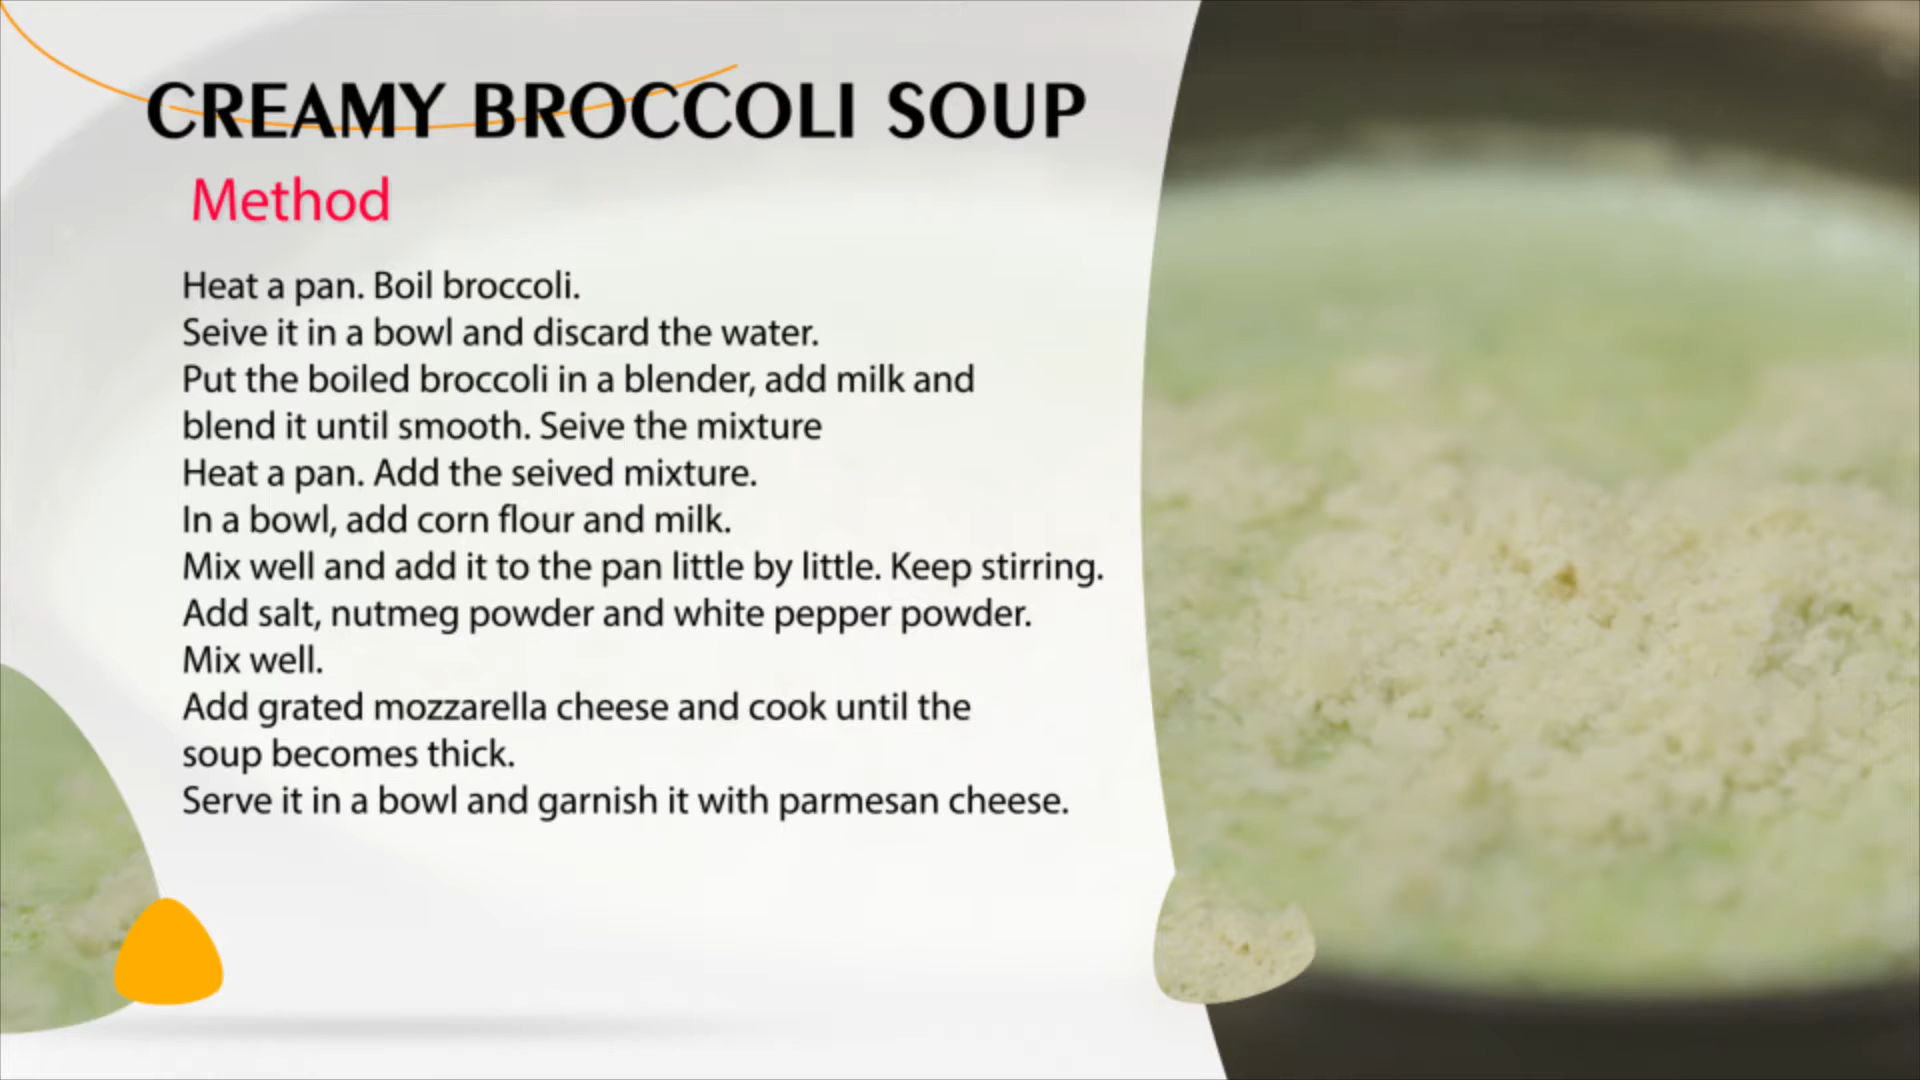 CREAMY BROCCOLI SOUP
Method
Heat a pan. Boil broccoli.
Seive it in a bowl and discard the water.
Put the boiled broccoli in a blender, add milk and
blend it until smooth. Seive the mixture
Heat a pan. Add the seived mixture.
In a bowl, add corn flour and milk.
Mix well and add it to the pan little by little. Keep stirring.
Add salt, nutmeg powder and white pepper powder.
Mix well.
Add grated mozzarella cheese and cook until the
soup becomes thick.
Serve it in a bowl and garnish it with parmesan cheese.